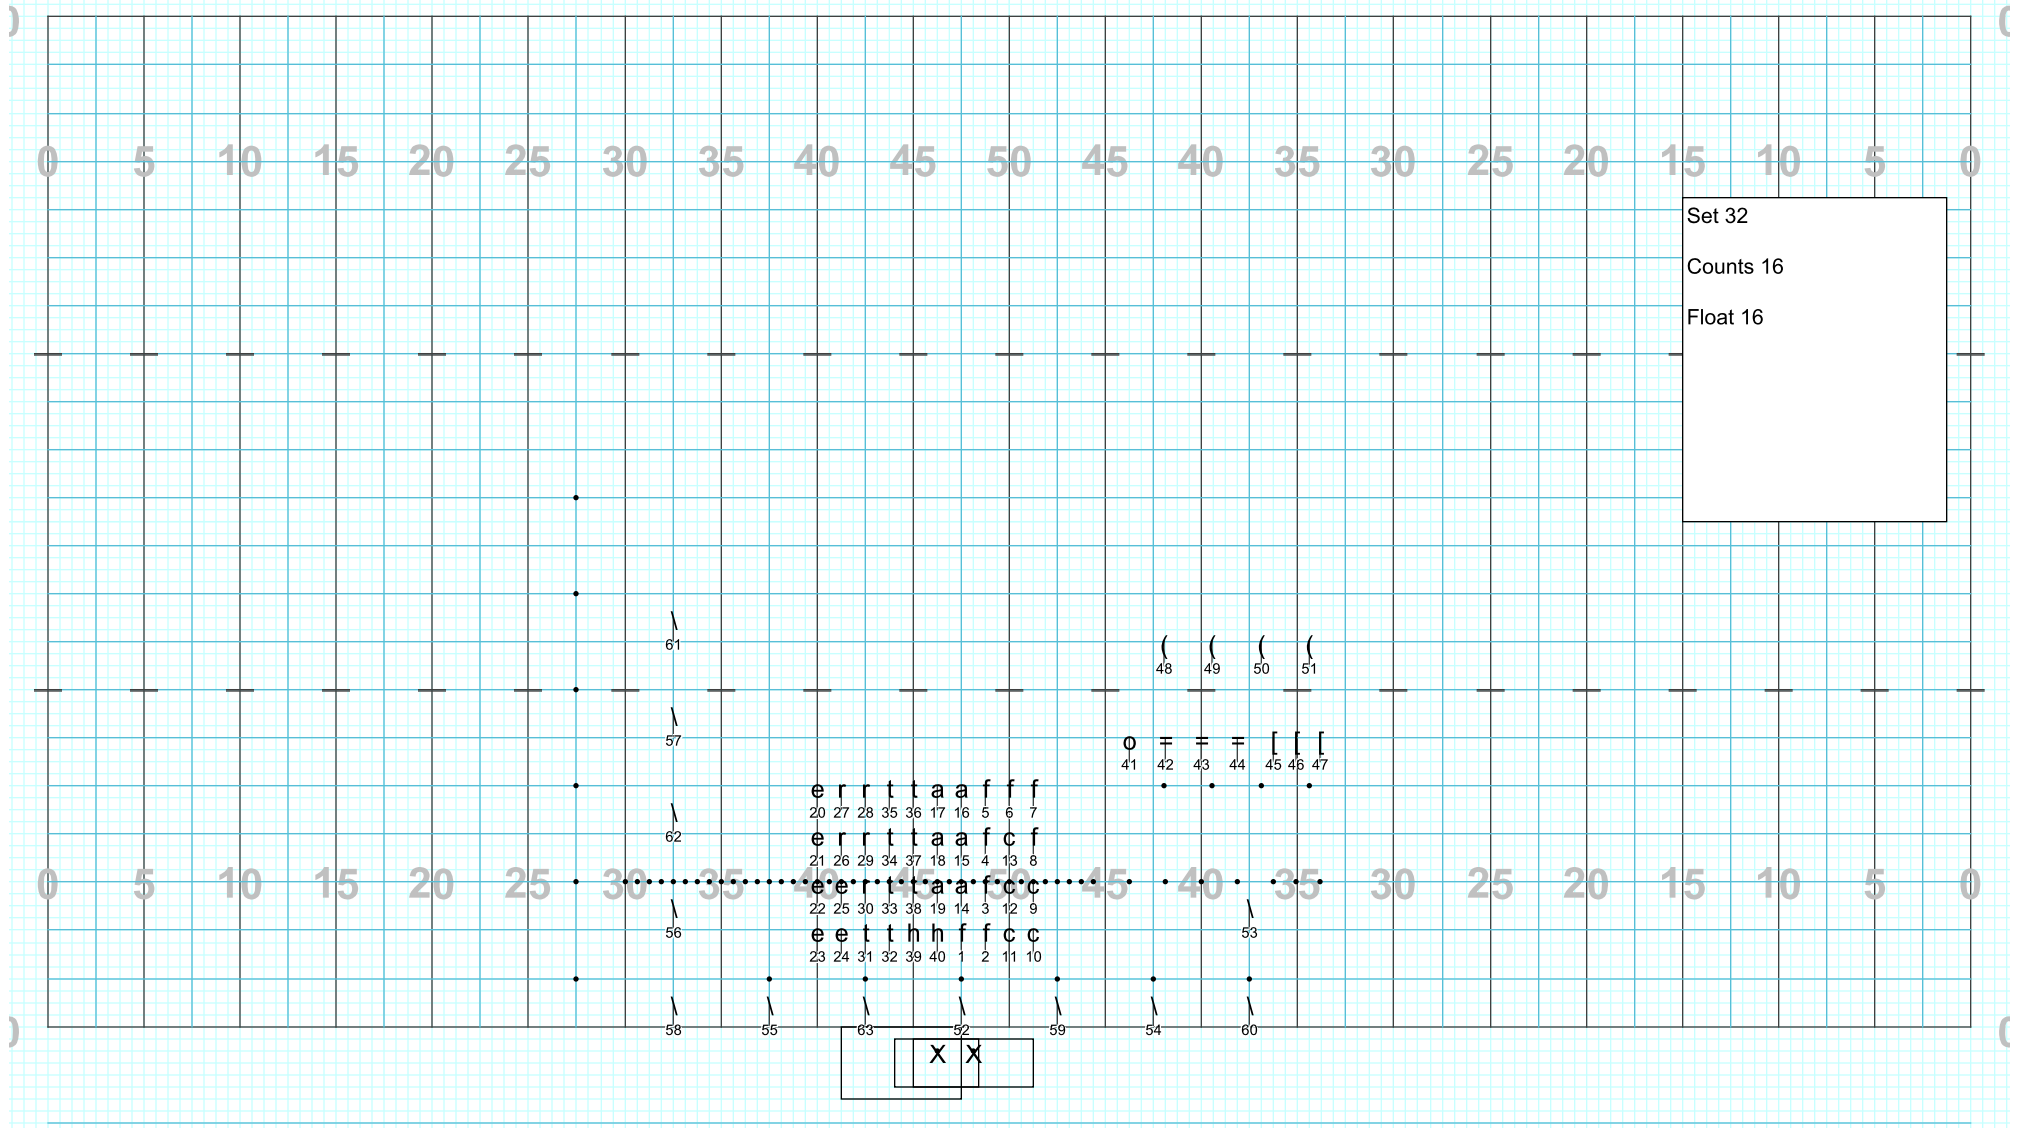 0 0
0 5 10 15 20 25 30 35 40 45 50 45 40 35 30 25 20 15 10 5 0
Set 32
Counts 16
Float 16
\
61
( ( ( (
48 49 50 51
\
57
o = = = [ [ [
41 42 43 44 45 46 47
e r r t t a a f f f
20 27 28 35 36 17 16 5 6 7
\
62
e r r t t a a f c f
21 26 29 34 37 18 15 4 13 8
0 5 10 15 20 25 30 35 40 45 50 45 40 35 30 25 20 15 10 5 0
e e r t t a a f c c
22 25 30 33 38 19 14 3 12 9
\ \
56 53
e e t t h h f f c c
23 24 31 32 39 40 1 2 11 10
\ \ \ \ \ \ \
58 55 63 52 59 54 60
0 0
X X